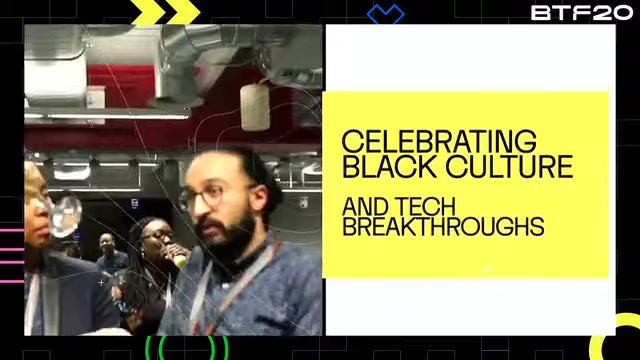 BTF20
CELEBRATING
BLACK CULTURE
AND TECH
BREAKTHROUGHS